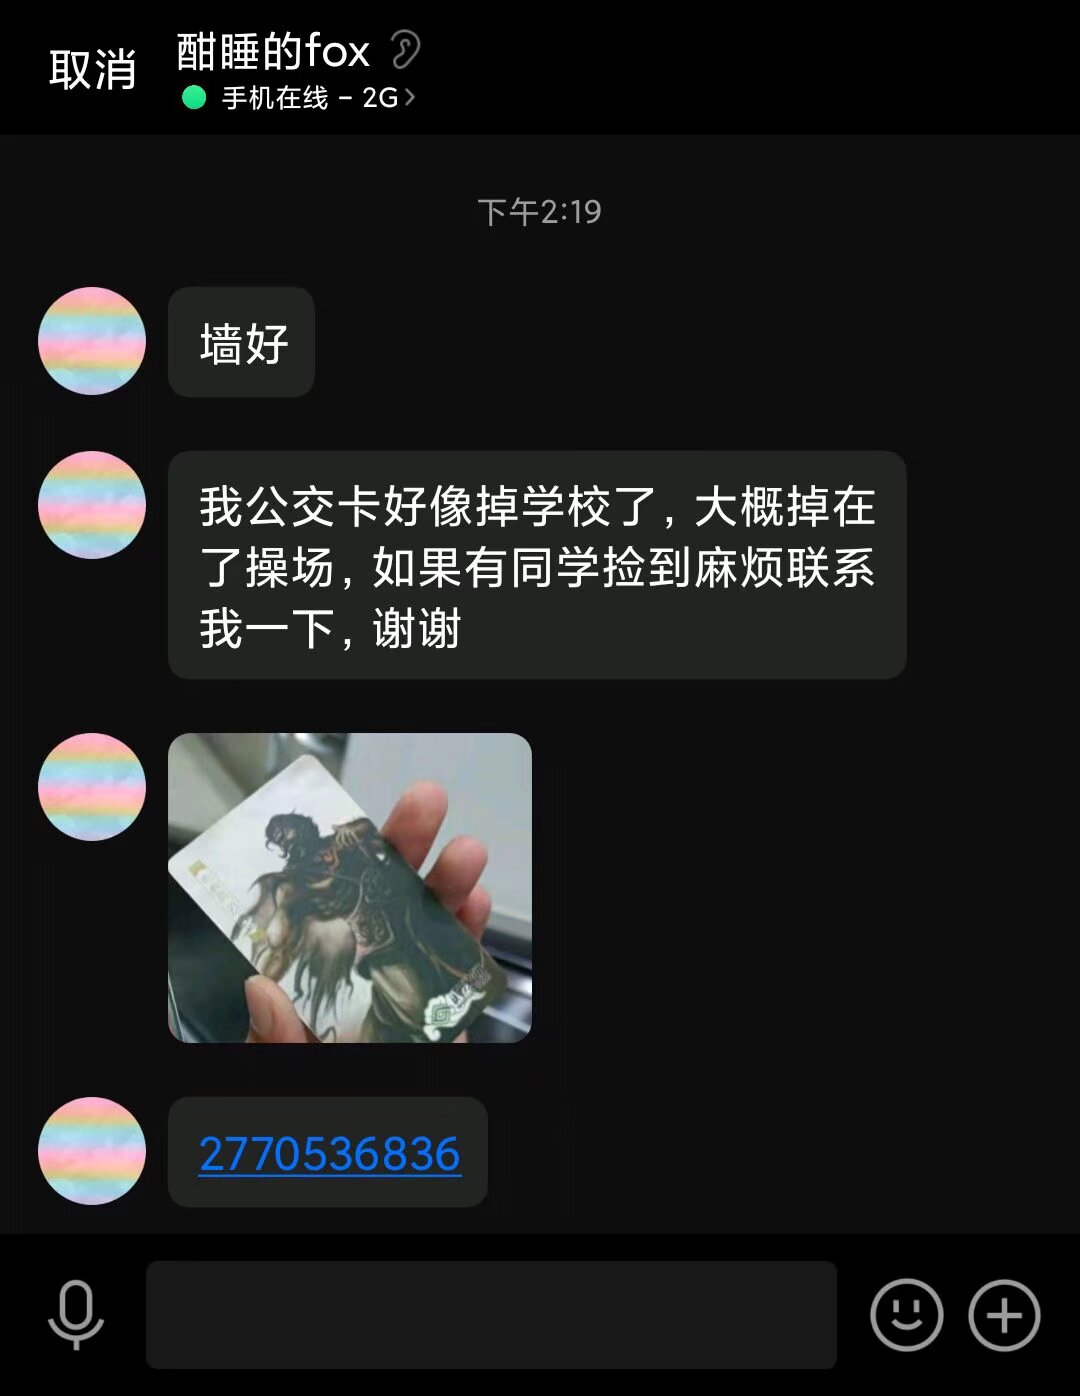 取消
酣睡的fox
手机在线 - 2G
下午2:19
墙好
我公交卡好像掉学校了，大概掉在
了操场，如果有同学捡到麻烦联系
我一下，谢谢
2770536836